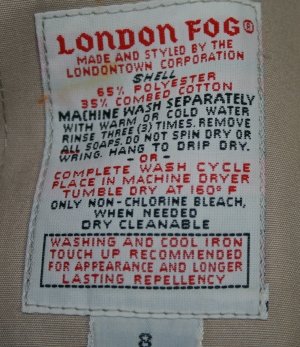 LONDON FOG®
MADE AND STYLED BY THE
LONDONTOWN CORPORATION
SHELL
65% POLYESTER
35% COMBED COTTON
MACHINE WASH SEPARATELY
WITH WARM OR COLD WATER
RINSE THREE (3) TIMES. REMOVE
ALL SOAPS. DO NOT SPIN DRY OR
WRING. HANG TO DRIP DRY.
- OR -
COMPLETE WASH CYCLE
PLACE IN MACHINE DRYER
TUMBLE DRY AT 160° F
ONLY NON-CHLORINE BLEACH,
WHEN NEEDED
DRY CLEANABLE
WASHING AND COOL IRON
TOUCH UP RECOMMENDED
FOR APPEARANCE AND LONGER
LASTING REPELLENCY
8